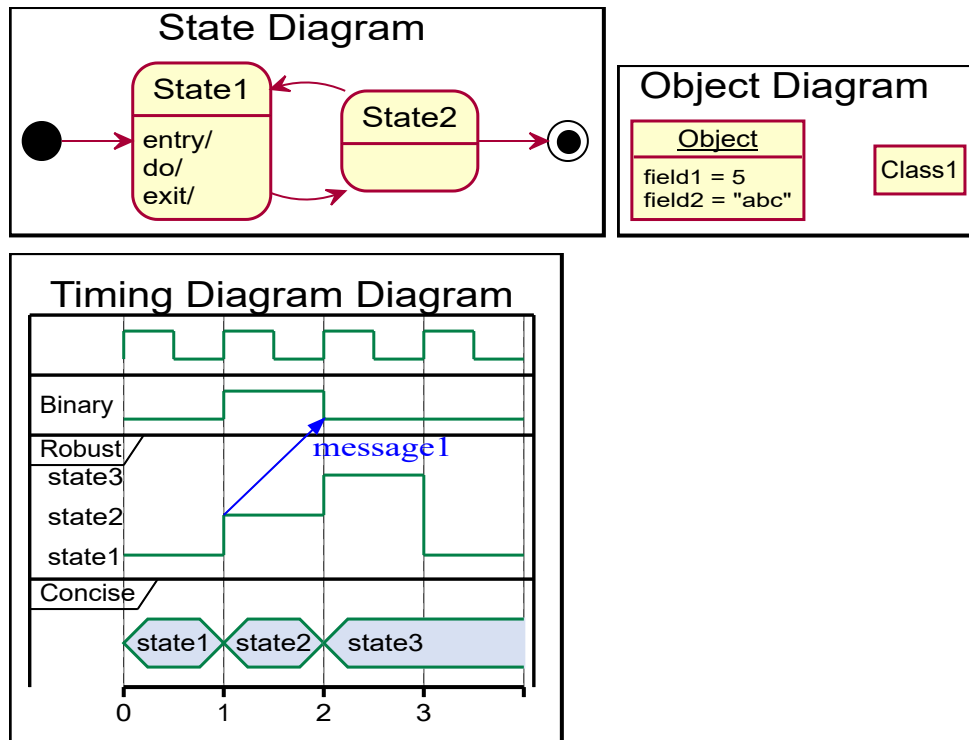 State Diagram
State1
entry/
do/
exit/
State2
Object Diagram
Object
field1 = 5
field2 = "abc"
Class1
Timing Diagram Diagram
Binary
Robust
message1
state3
state2
state1
Concise
state1 state2 state3
0 1 2 3